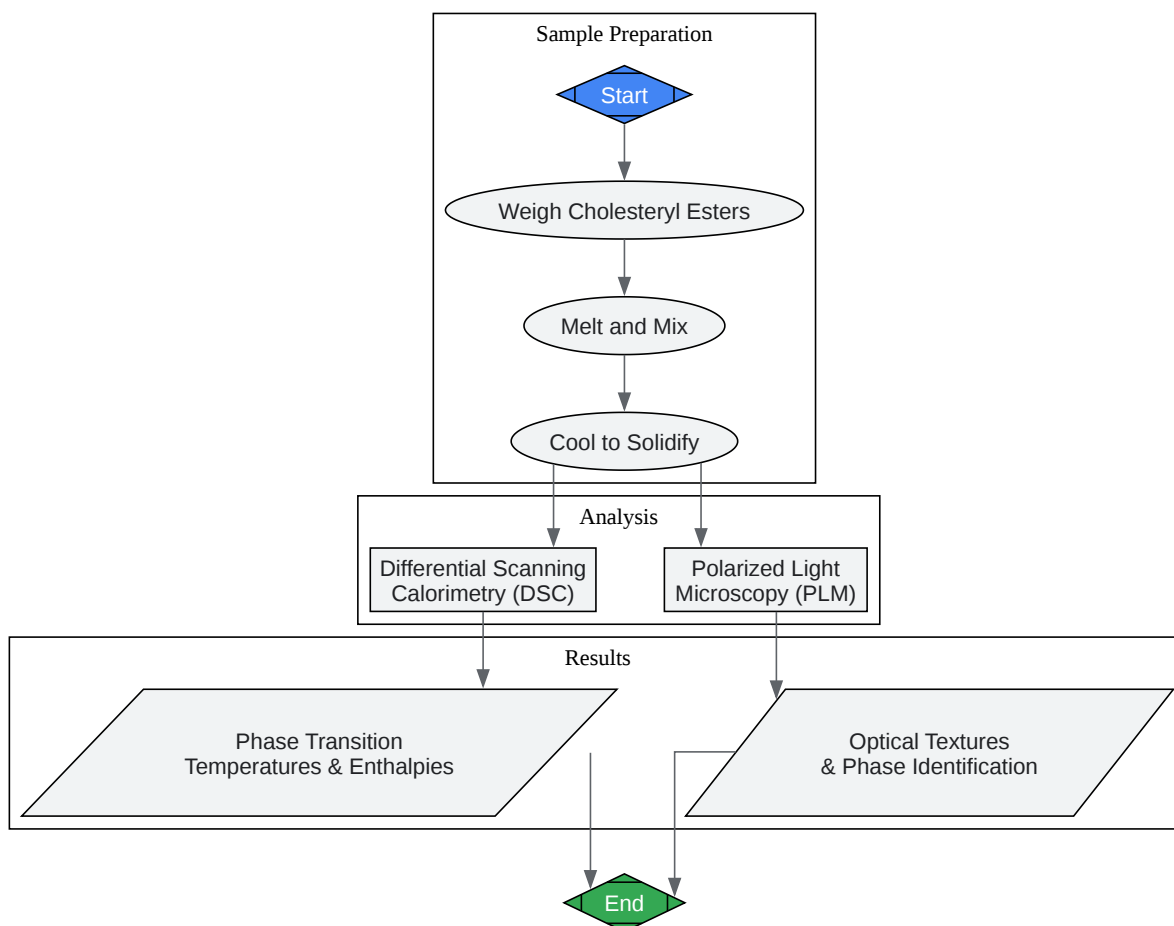 Sample Preparation
Start
Weigh Cholesteryl Esters
Melt and Mix
Cool to Solidify
Analysis
Differential Scanning
Calorimetry (DSC)
Polarized Light
Microscopy (PLM)
Results
Phase Transition
Temperatures & Enthalpies
Optical Textures
& Phase Identification
End